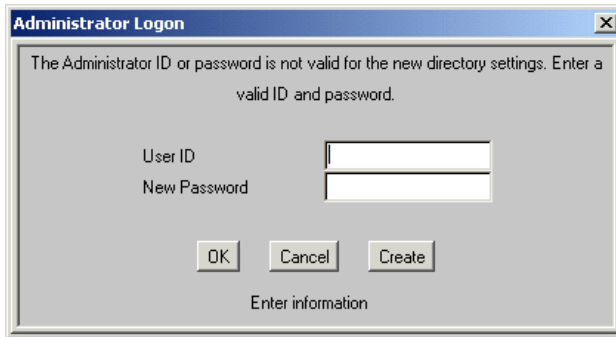 Administrator Logon
The Administrator ID or password is not valid for the new directory settings. Enter a
valid ID and password.
User ID
New Password
OK Cancel Create
Enter information